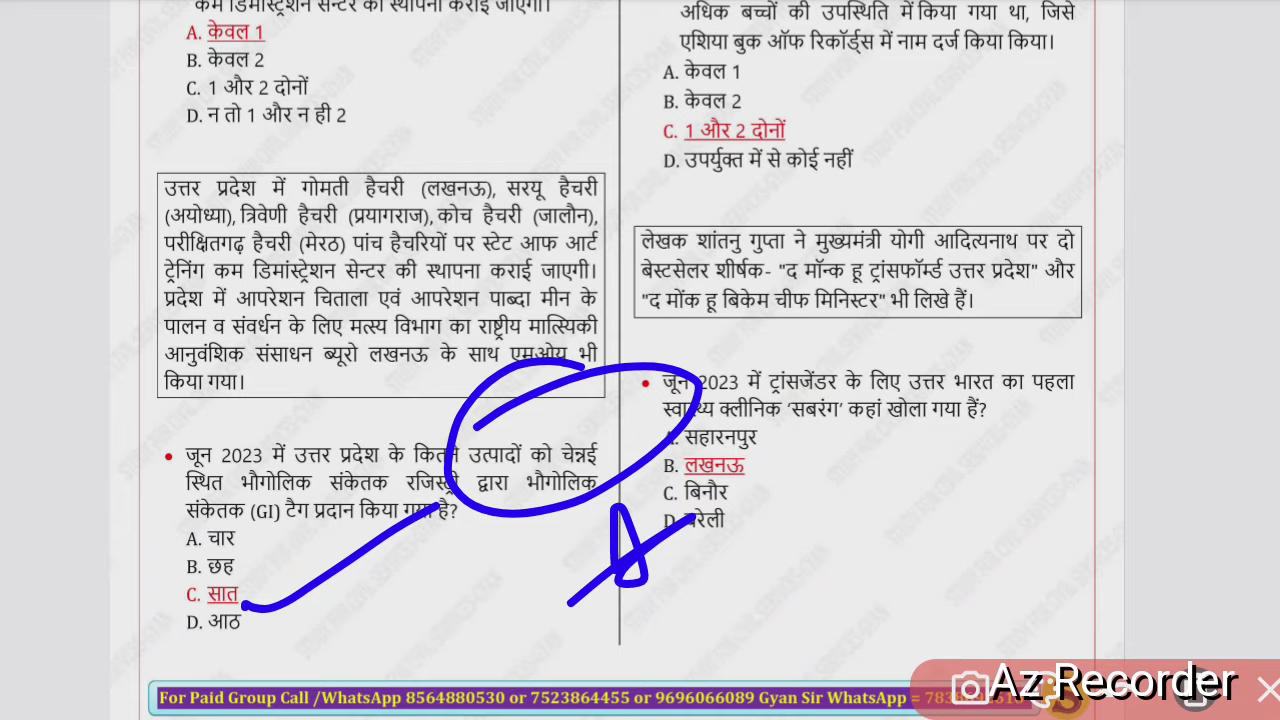 कम डिमांस्ट्रेशन सेन्टर की स्थापना कराई जाएगी।
A. केवल 1
B. केवल 2
C. 1 और 2 दोनों
D. न तो 1 और न ही 2
उत्तर प्रदेश में गोमती हैचरी (लखनऊ), सरयू हैचरी
(अयोध्या), त्रिवेणी हैचरी (प्रयागराज), कोच हैचरी (जालौन),
परीक्षितगढ़ हैचरी (मेरठ) पांच हैचरियों पर स्टेट आफ आर्ट
ट्रेनिंग कम डिमांस्ट्रेशन सेन्टर की स्थापना कराई जाएगी।
प्रदेश में आपरेशन चिताला एवं आपरेशन पाब्दा मीन के
पालन व संवर्धन के लिए मत्स्य विभाग का राष्ट्रीय मात्स्यिकी
आनुवंशिक संसाधन ब्यूरो लखनऊ के साथ एमओयू भी
किया गया।
• जून 2023 में उत्तर प्रदेश के कितने उत्पादों को चेन्नई
स्थित भौगोलिक संकेतक रजिस्ट्री द्वारा भौगोलिक
संकेतक (GI) टैग प्रदान किया गया है?
A. चार
B. छह
C. सात
D. आठ
अधिक बच्चों की उपस्थिति में किया गया था, जिसे
एशिया बुक ऑफ रिकॉर्ड्स में नाम दर्ज किया किया।
A. केवल 1
B. केवल 2
C. 1 और 2 दोनों
D. उपर्युक्त में से कोई नहीं
लेखक शांतनु गुप्ता ने मुख्यमंत्री योगी आदित्यनाथ पर दो
बेस्टसेलर शीर्षक- "द मॉन्क हू ट्रांसफॉर्म्ड उत्तर प्रदेश" और
"द मोंक हू बिकेम चीफ मिनिस्टर" भी लिखे हैं।
• जून 2023 में ट्रांसजेंडर के लिए उत्तर भारत का पहला
स्वास्थ्य क्लीनिक ‘सबरंग’ कहां खोला गया हैं?
A. सहारनपुर
B. लखनऊ
C. बिनौर
D. बरेली
For Paid Group Call /WhatsApp 8564880530 or 7523864455 or 9696066089 Gyan Sir WhatsApp =
Az Recorder